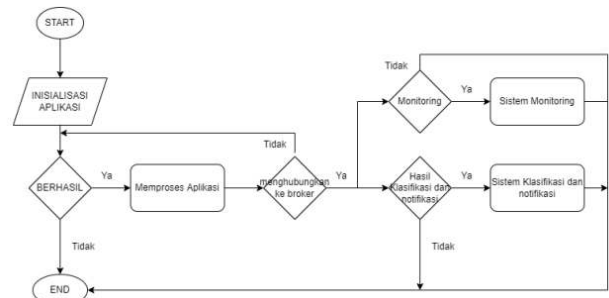 START
INISIALISASI
APLIKASI
Tidak
Monitoring
Ya
Sistem Monitoring
Tidak
BERHASIL
Ya
Memproses Aplikasi
menghubungkan
ke broker
Ya
Hasil
Klasifikasi dan
notifikasi
Ya
Sistem Klasifikasi dan
notifikasi
Tidak
Tidak
END